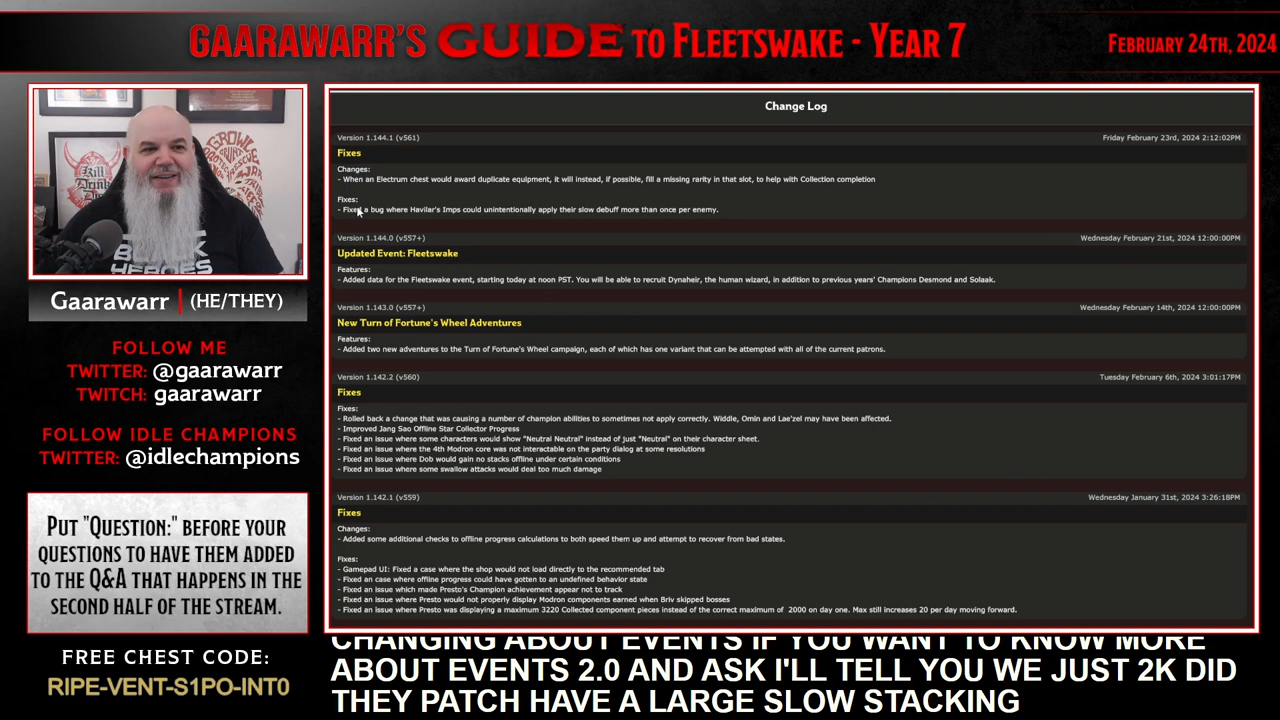 GAARAWARR'S GUIDE TO FLEETSWAKE - YEAR 7
FEBRUARY 24TH, 2024
Kill
Drink
BLACK
HEROES
Gaarawarr | (HE/THEY)
FOLLOW ME
TWITTER: @gaarawarr
TWITCH: gaarawarr
FOLLOW IDLE CHAMPIONS
TWITTER: @idlechampions
PUT "QUESTION:" BEFORE YOUR
QUESTIONS TO HAVE THEM ADDED
TO THE Q&A THAT HAPPENS IN THE
SECOND HALF OF THE STREAM.
FREE CHEST CODE:
RIPE-VENT-S1PO-INT0
Change Log
Version 1.144.1 (v561) Friday February 23rd, 2024 2:12:02PM
Fixes
Changes:
- When an Electrum chest would award duplicate equipment, it will instead, if possible, fill a missing rarity in that slot, to help with Collection completion
Fixes:
- Fixed a bug where Havilar's Imps could unintentionally apply their slow debuff more than once per enemy.
Version 1.144.0 (v557+) Wednesday February 21st, 2024 12:00:00PM
Updated Event: Fleetswake
Features:
- Added data for the Fleetswake event, starting today at noon PST. You will be able to recruit Dynaheir, the human wizard, in addition to previous years' Champions Desmond and Solaak.
Version 1.143.0 (v557+) Wednesday February 14th, 2024 12:00:00PM
New Turn of Fortune's Wheel Adventures
Features:
- Added two new adventures to the Turn of Fortune's Wheel campaign, each of which has one variant that can be attempted with all of the current patrons.
Version 1.142.2 (v560) Tuesday February 6th, 2024 3:01:17PM
Fixes
Fixes:
- Rolled back a change that was causing a number of champion abilities to sometimes not apply correctly. Widdle, Omin and Lae'zel may have been affected.
- Improved Jang Sao Offline Star Collector Progress
- Fixed an issue where some characters would show "Neutral Neutral" instead of just "Neutral" on their character sheet.
- Fixed an issue where the 4th Modron core was not interactable on the party dialog at some resolutions
- Fixed an issue where Dob would gain no stacks offline under certain conditions
- Fixed an issue where some swallow attacks would deal too much damage
Version 1.142.1 (v559) Wednesday January 31st, 2024 3:26:18PM
Fixes
Changes:
- Added some additional checks to offline progress calculations to both speed them up and attempt to recover from bad states.
Fixes:
- Gamepad UI: Fixed a case where the shop would not load directly to the recommended tab
- Fixed an case where offline progress could have gotten to an undefined behavior state
- Fixed an issue which made Presto's Champion achievement appear not to track
- Fixed an issue where Presto would not properly display Modron components earned when Briv skipped bosses
- Fixed an issue where Presto was displaying a maximum 3220 Collected component pieces instead of the correct maximum of 2000 on day one. Max still increases 20 per day moving forward.
CHANGING ABOUT EVENTS IF YOU WANT TO KNOW MORE
ABOUT EVENTS 2.0 AND ASK I'LL TELL YOU WE JUST 2K DID
THEY PATCH HAVE A LARGE SLOW STACKING